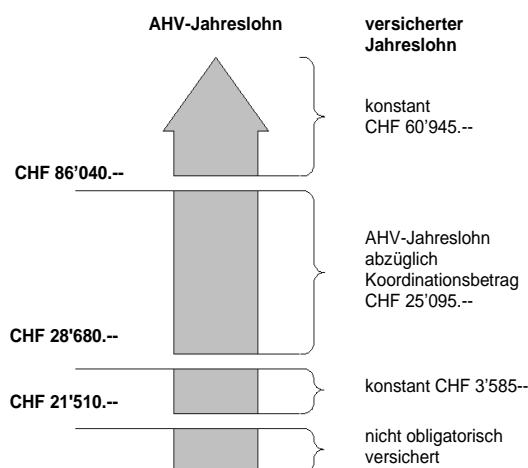 AHV-Jahreslohn
versicherter
Jahreslohn
konstant
CHF 60’945.--
CHF 86’040.--
AHV-Jahreslohn
abzüglich
Koordinationsbetrag
CHF 25’095.--
CHF 28'680.--
konstant CHF 3’585--
CHF 21’510.--
nicht obligatorisch
versichert